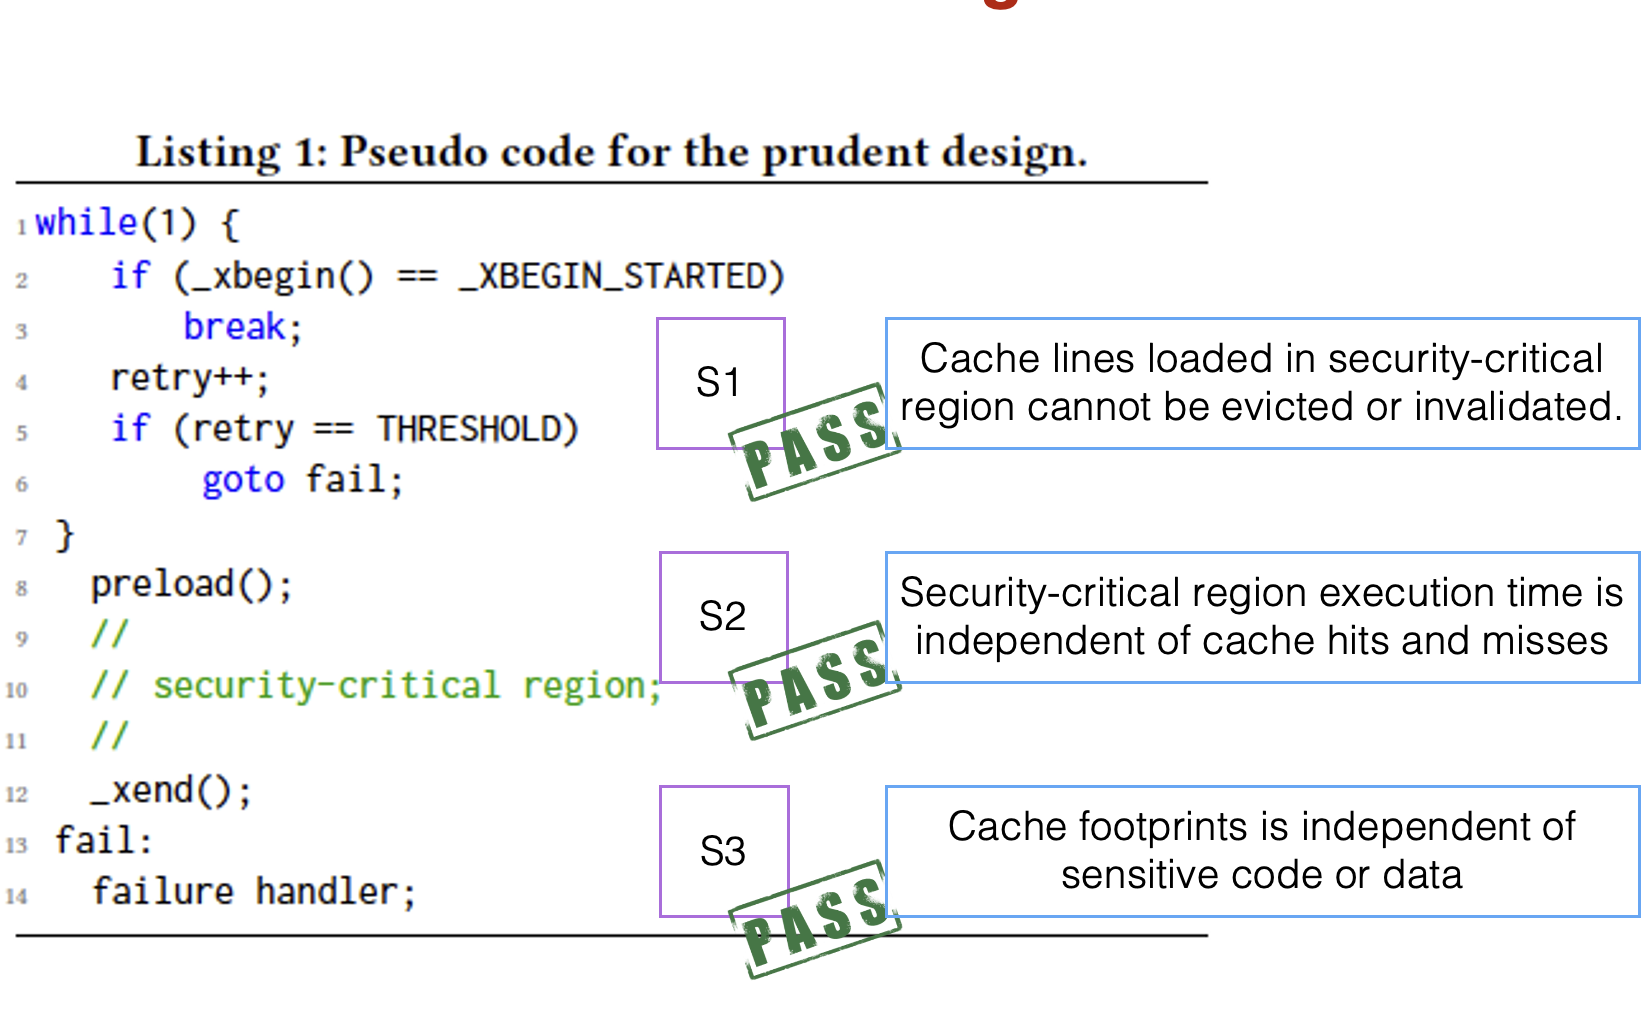 Listing 1: Pseudo code for the prudent design.
1 while(1) {
2 if (_xbegin() == _XBEGIN_STARTED)
3 break;
4 retry++;
5 if (retry == THRESHOLD)
6 goto fail;
7 }
8 preload();
9 //
10 // security-critical region;
11 //
12 _xend();
13 fail:
14 failure handler;
S1
PASS
Cache lines loaded in security-critical
region cannot be evicted or invalidated.
S2
PASS
Security-critical region execution time is
independent of cache hits and misses
S3
PASS
Cache footprints is independent of
sensitive code or data